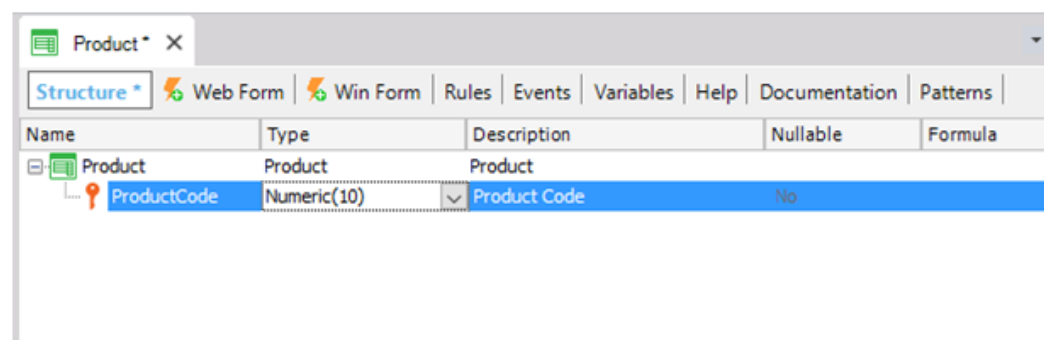 Product *
Structure * Web Form Win Form Rules Events Variables Help Documentation Patterns
Name Type Description Nullable Formula
Product Product Product
ProductCode Numeric(10) Product Code No